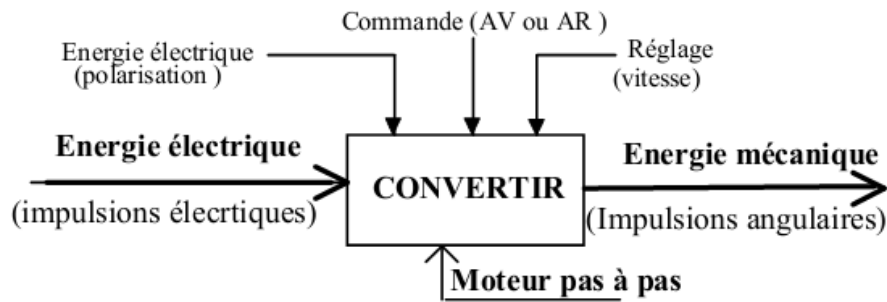 Commande (AV ou AR )
Energie électrique
(polarisation )
Réglage
(vitesse)
Energie électrique
(impulsions élecrtiques)
CONVERTIR
Energie mécanique
(Impulsions angulaires)
Moteur pas à pas